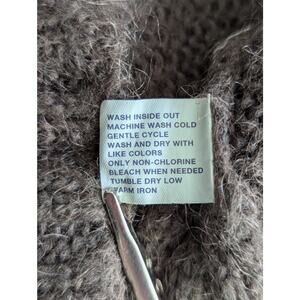 WASH INSIDE OUT
MACHINE WASH COLD
GENTLE CYCLE
WASH AND DRY WITH
LIKE COLORS
ONLY NON-CHLORINE
BLEACH WHEN NEEDED
TUMBLE DRY LOW
WARM IRON